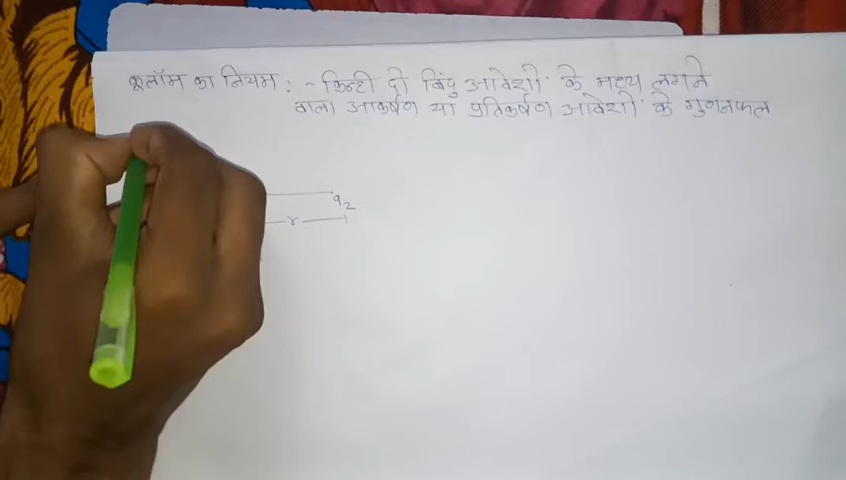 कूलॉम का नियम : - किन्ही दो बिंदु आवेशों के मध्य लगने
वाला आकर्षण या प्रतिकर्षण आवेशों के गुणनफल
q2
r